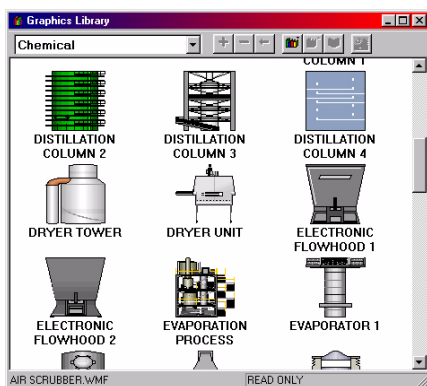 Graphics Library
Chemical
COLUMN 1
DISTILLATION
COLUMN 2
DISTILLATION
COLUMN 3
DISTILLATION
COLUMN 4
DRYER TOWER
DRYER UNIT
ELECTRONIC
FLOWHOOD 1
ELECTRONIC
FLOWHOOD 2
EVAPORATION
PROCESS
EVAPORATOR 1
AIR SCRUBBER.WMF
READ ONLY